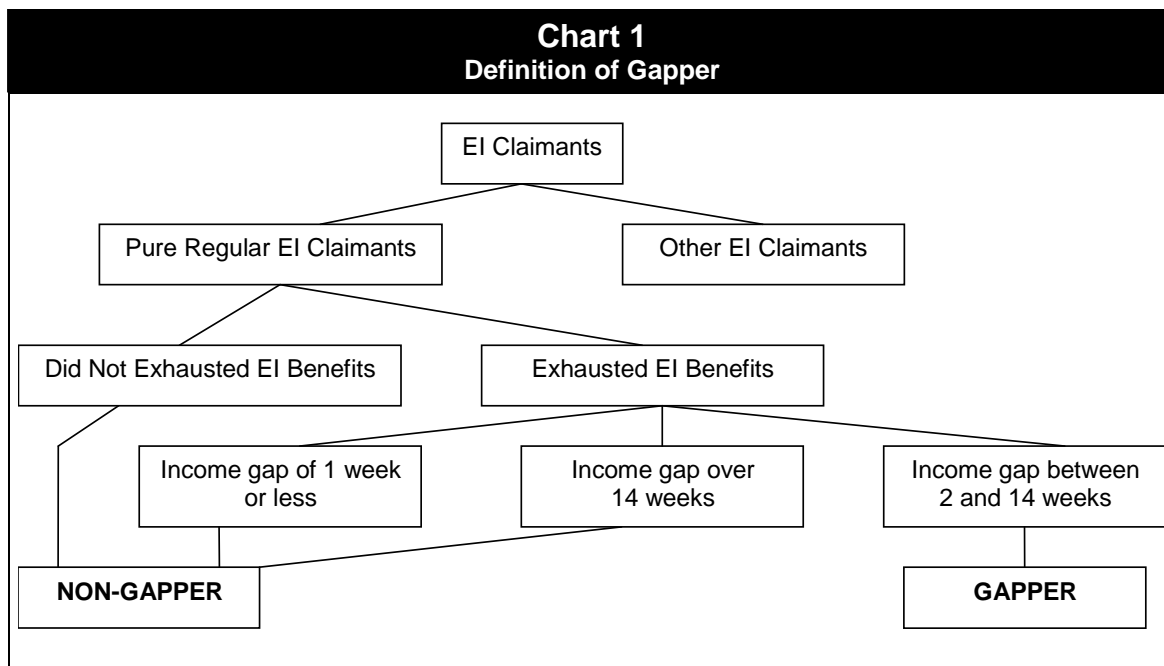 Chart 1
Definition of Gapper
EI Claimants
Pure Regular EI Claimants
Other EI Claimants
Did Not Exhausted EI Benefits
Exhausted EI Benefits
Income gap of 1 week
or less
Income gap over
14 weeks
Income gap between
2 and 14 weeks
NON-GAPPER
GAPPER